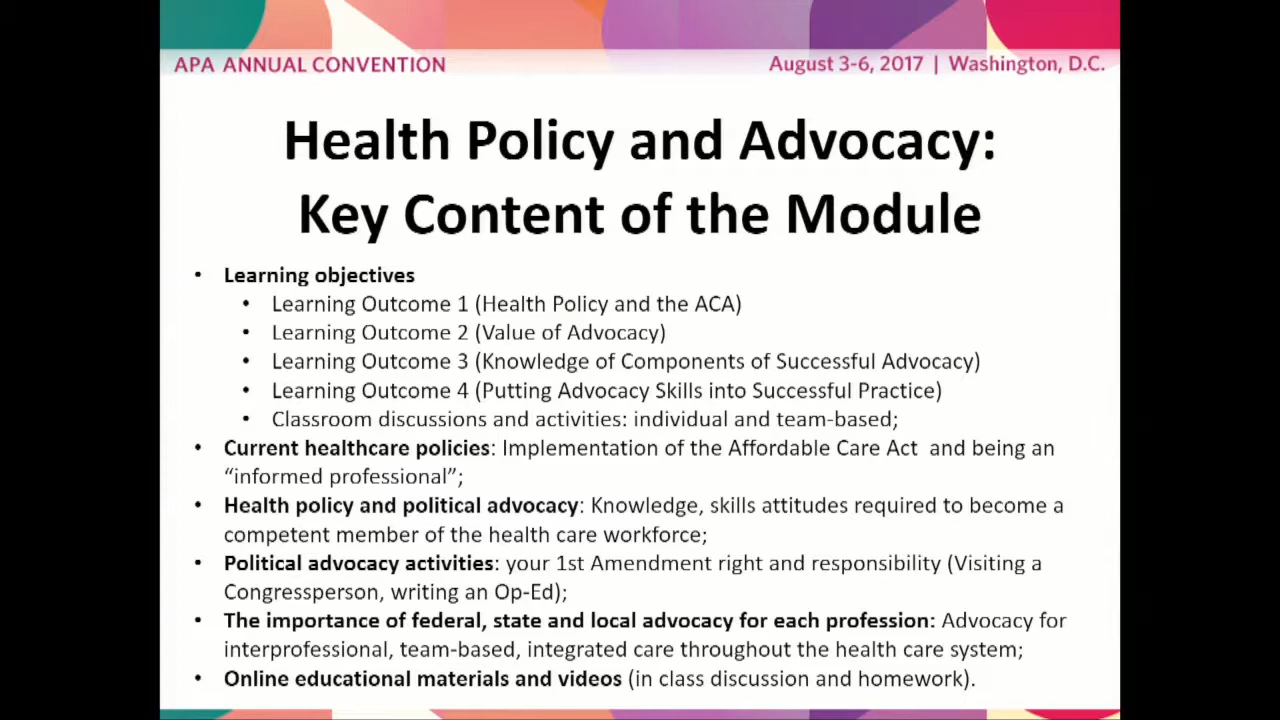 APA ANNUAL CONVENTION
August 3-6, 2017 | Washington, D.C.
Health Policy and Advocacy:
Key Content of the Module
• Learning objectives
• Learning Outcome 1 (Health Policy and the ACA)
• Learning Outcome 2 (Value of Advocacy)
• Learning Outcome 3 (Knowledge of Components of Successful Advocacy)
• Learning Outcome 4 (Putting Advocacy Skills into Successful Practice)
• Classroom discussions and activities: individual and team-based;
• Current healthcare policies: Implementation of the Affordable Care Act  and being an
“informed professional”;
• Health policy and political advocacy: Knowledge, skills attitudes required to become a
competent member of the health care workforce;
• Political advocacy activities: your 1st Amendment right and responsibility (Visiting a
Congressperson, writing an Op-Ed);
• The importance of federal, state and local advocacy for each profession: Advocacy for
interprofessional, team-based, integrated care throughout the health care system;
• Online educational materials and videos (in class discussion and homework).